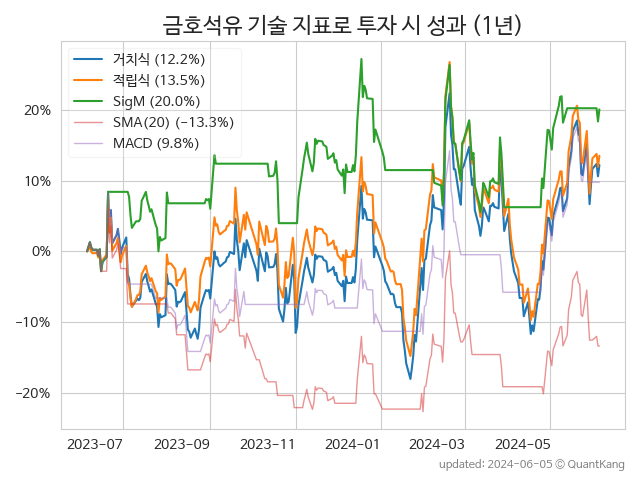 금호석유 기술 지표로 투자 시 성과 (1년)
거치식 (12.2%)
적립식 (13.5%)
SigM (20.0%)
SMA(20) (−13.3%)
MACD (9.8%)
20%
10%
0%
−10%
−20%
2023−07 2023−09 2023−11 2024−01 2024−03 2024−05
updated: 2024−06−05 ⓒ QuantKang